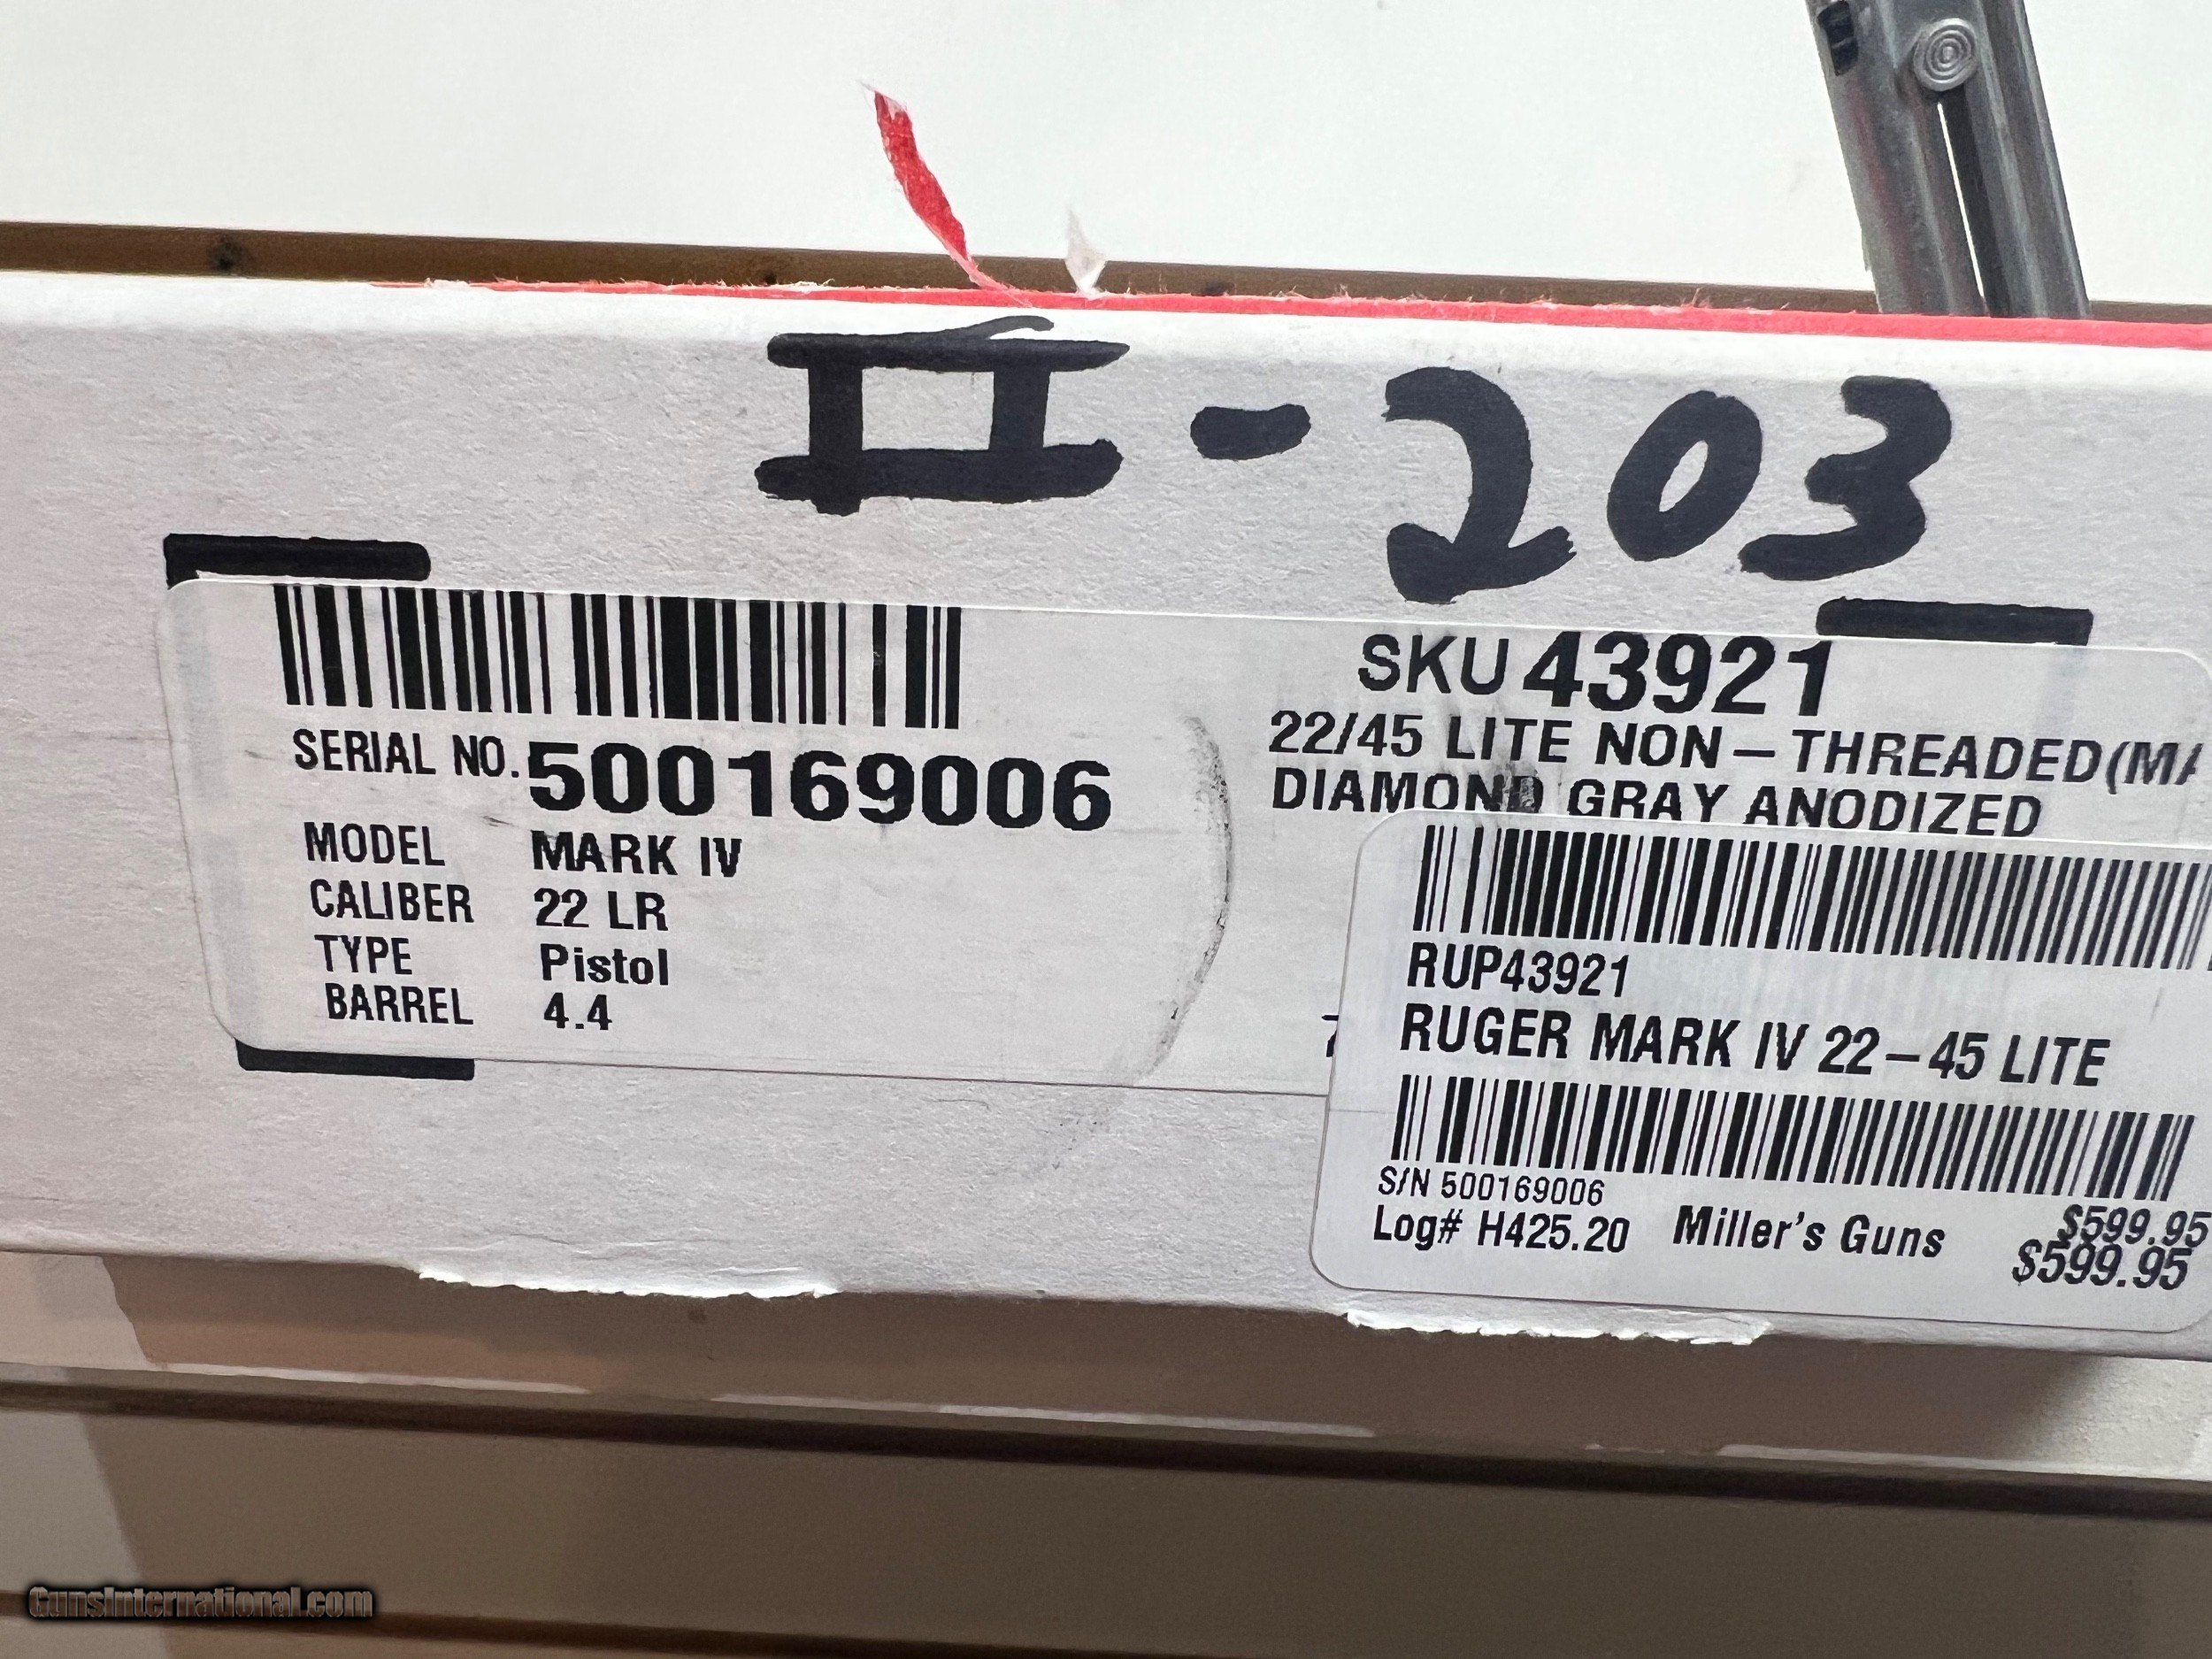 II-203
SERIAL NO. 500169006
MODEL MARK IV
CALIBER 22 LR
TYPE Pistol
BARREL 4.4
SKU 43921
22/45 LITE NON-THREADED(MA
DIAMOND GRAY ANODIZED
RUP43921
RUGER MARK IV 22-45 LITE
S/N 500169006
Log# H425.20 Miller's Guns $599.95
$599.95
GunsInternational.com